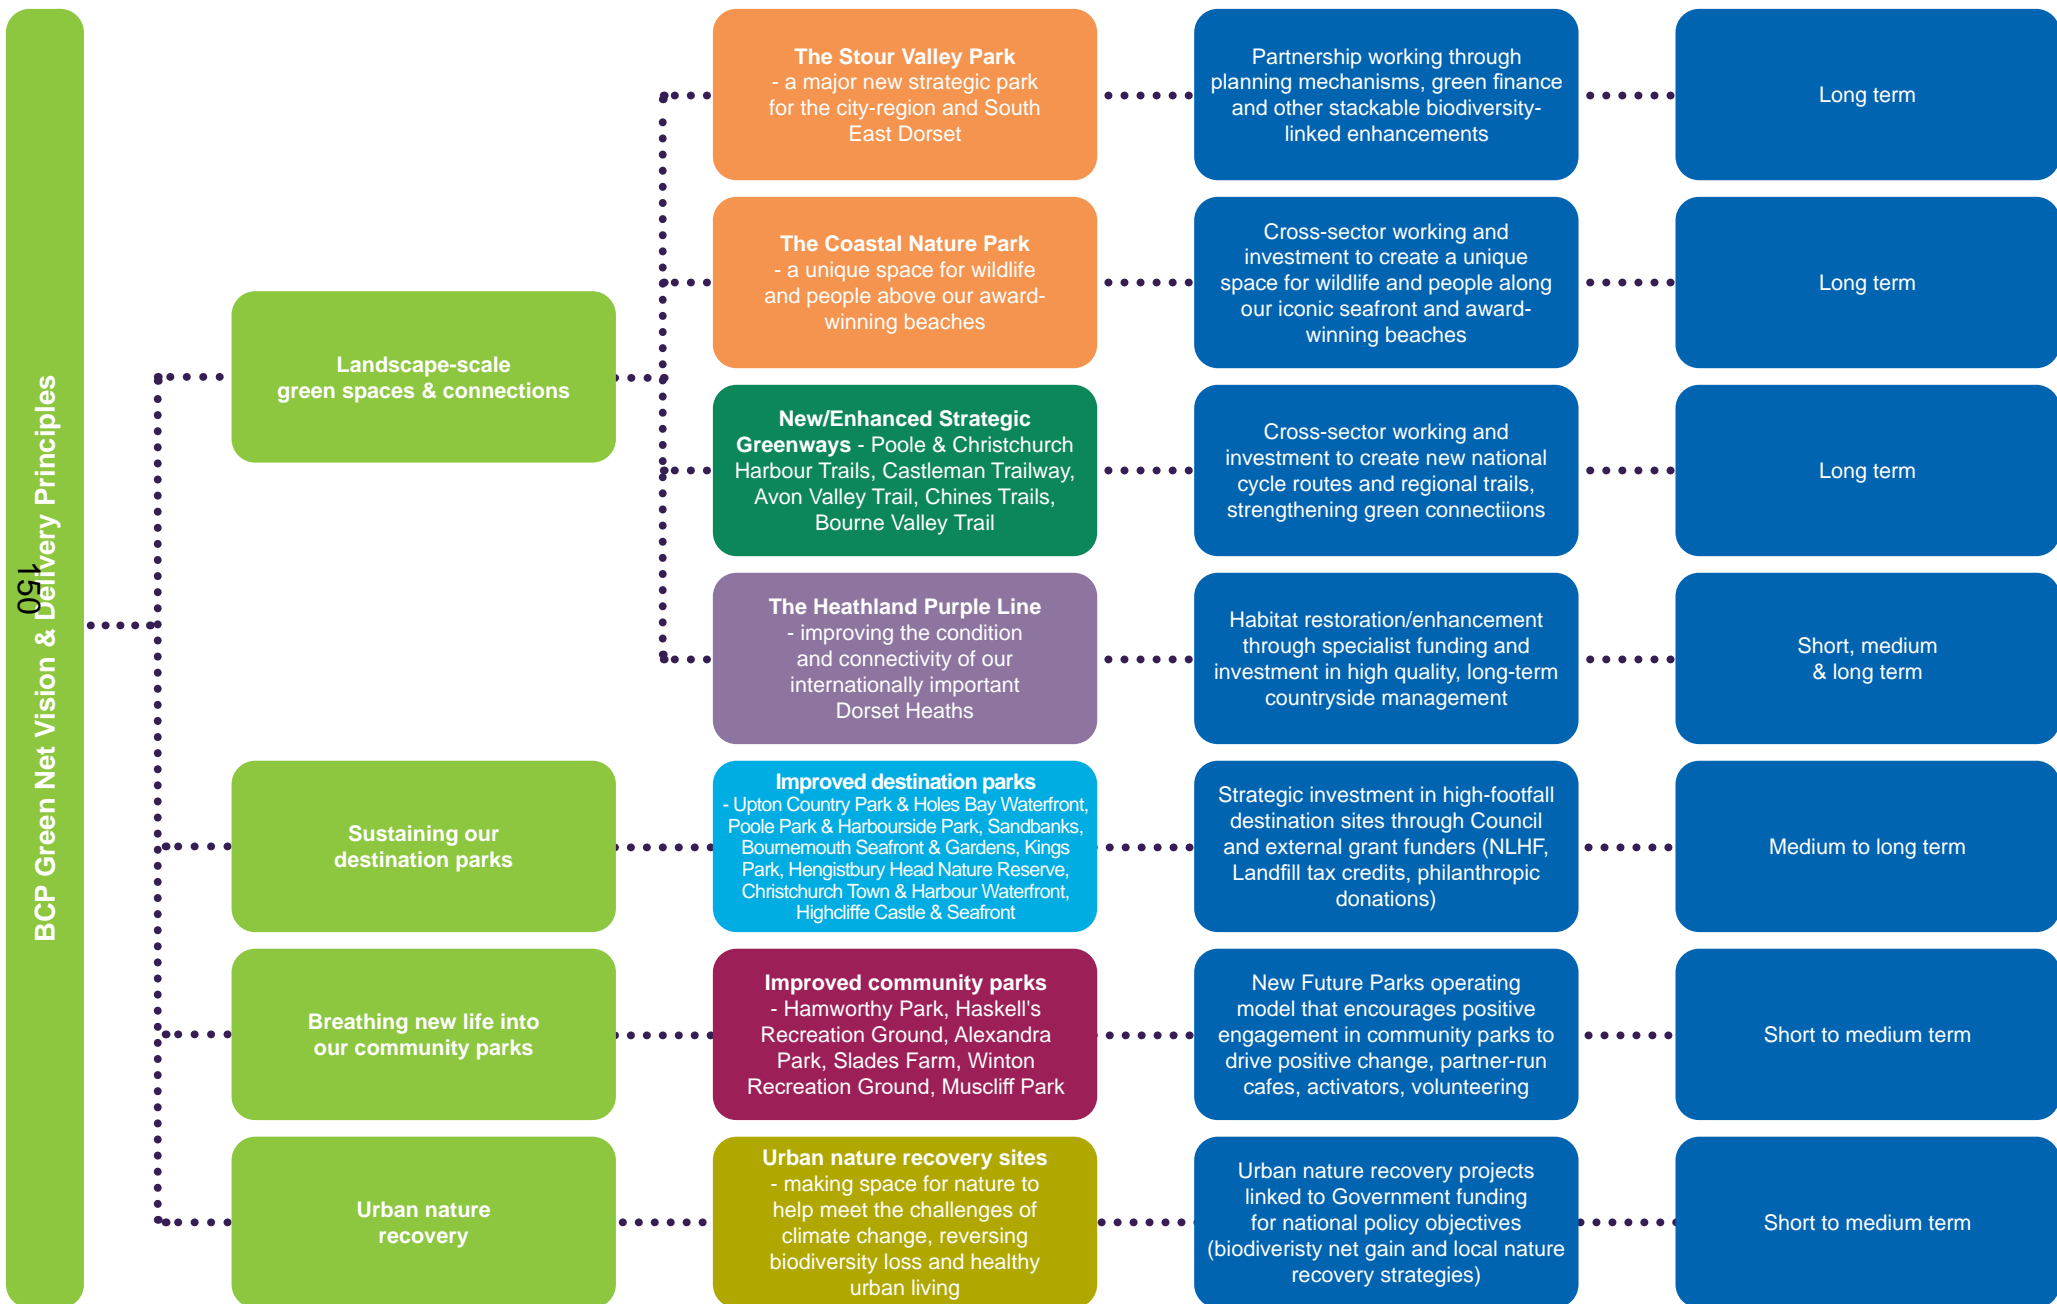 BCP Green Net Vision & Delivery Principles
150
Landscape-scale
green spaces & connections
The Stour Valley Park
- a major new strategic park
for the city-region and South
East Dorset
Partnership working through
planning mechanisms, green finance
and other stackable biodiversity-
linked enhancements
Long term
The Coastal Nature Park
- a unique space for wildlife
and people above our award-
winning beaches
Cross-sector working and
investment to create a unique
space for wildlife and people along
our iconic seafront and award-
winning beaches
Long term
New/Enhanced Strategic
Greenways - Poole & Christchurch
Harbour Trails, Castleman Trailway,
Avon Valley Trail, Chines Trails,
Bourne Valley Trail
Cross-sector working and
investment to create new national
cycle routes and regional trails,
strengthening green connectiions
Long term
The Heathland Purple Line
- improving the condition
and connectivity of our
internationally important
Dorset Heaths
Habitat restoration/enhancement
through specialist funding and
investment in high quality, long-term
countryside management
Short, medium
& long term
Sustaining our
destination parks
Improved destination parks
- Upton Country Park & Holes Bay Waterfront,
Poole Park & Harbourside Park, Sandbanks,
Bournemouth Seafront & Gardens, Kings
Park, Hengistbury Head Nature Reserve,
Christchurch Town & Harbour Waterfront,
Highcliffe Castle & Seafront
Strategic investment in high-footfall
destination sites through Council
and external grant funders (NLHF,
Landfill tax credits, philanthropic
donations)
Medium to long term
Breathing new life into
our community parks
Improved community parks
- Hamworthy Park, Haskell's
Recreation Ground, Alexandra
Park, Slades Farm, Winton
Recreation Ground, Muscliff Park
New Future Parks operating
model that encourages positive
engagement in community parks to
drive positive change, partner-run
cafes, activators, volunteering
Short to medium term
Urban nature
recovery
Urban nature recovery sites
- making space for nature to
help meet the challenges of
climate change, reversing
biodiversity loss and healthy
urban living
Urban nature recovery projects
linked to Government funding
for national policy objectives
(biodiveristy net gain and local nature
recovery strategies)
Short to medium term